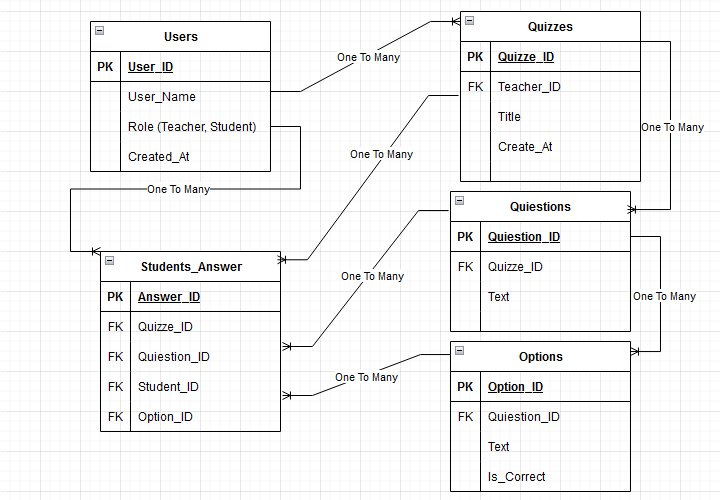 Users
PK User_ID
User_Name
Role (Teacher, Student)
Created_At
One To Many
Quizzes
PK Quizze_ID
FK Teacher_ID
Title
Create_At
One To Many
One To Many
One To Many
Quiestions
PK Quiestion_ID
FK Quizze_ID
Text
One To Many
One To Many
Students_Answer
PK Answer_ID
FK Quizze_ID
FK Quiestion_ID
FK Student_ID
FK Option_ID
One To Many
Options
PK Option_ID
FK Quiestion_ID
Text
Is_Correct